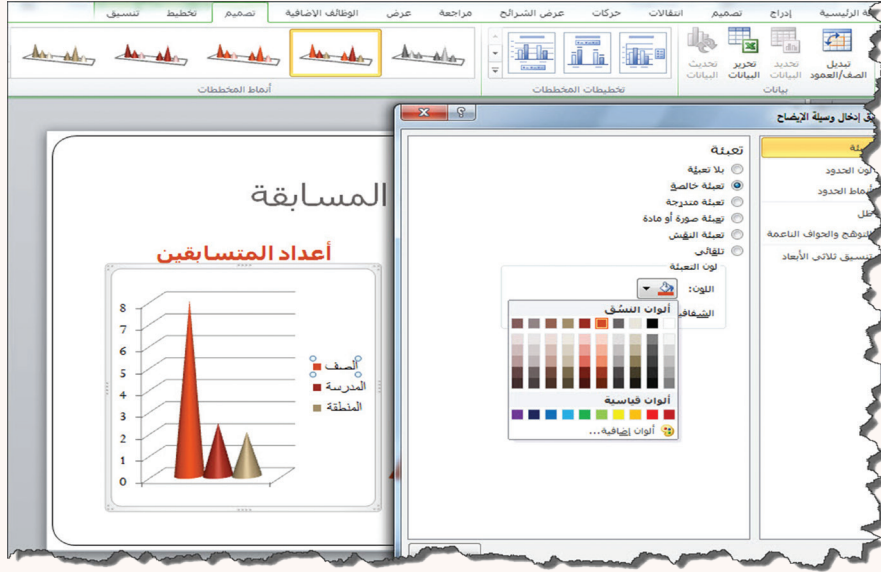 الرئيسية إدراج تصميم انتقالات حركات عرض الشرائح مراجعة عرض الوظائف الإضافية تصميم تخطيط تنسيق
تبديل الصف/العمود
تحديد البيانات
تحرير البيانات
تحديث البيانات
بيانات
تخطيطات المخططات
أنماط المخططات
إدخال وسيلة الإيضاح
لون الحدود
أنماط الحدود
ظل
التوهج والحواف الناعمة
تنسيق ثلاثي الأبعاد
تعبئة
بلا تعبئة
تعبئة خالصة
تعبئة متدرجة
تعبئة صورة أو مادة
تعبئة النقش
تلقائي
لون التعبئة
اللون:
ألوان النسُق
ألوان قياسية
ألوان إضافية...
المسابقة
أعداد المتسابقين
8
7
6
5
4
3
2
1
0
الصف
المدرسة
المنطقة